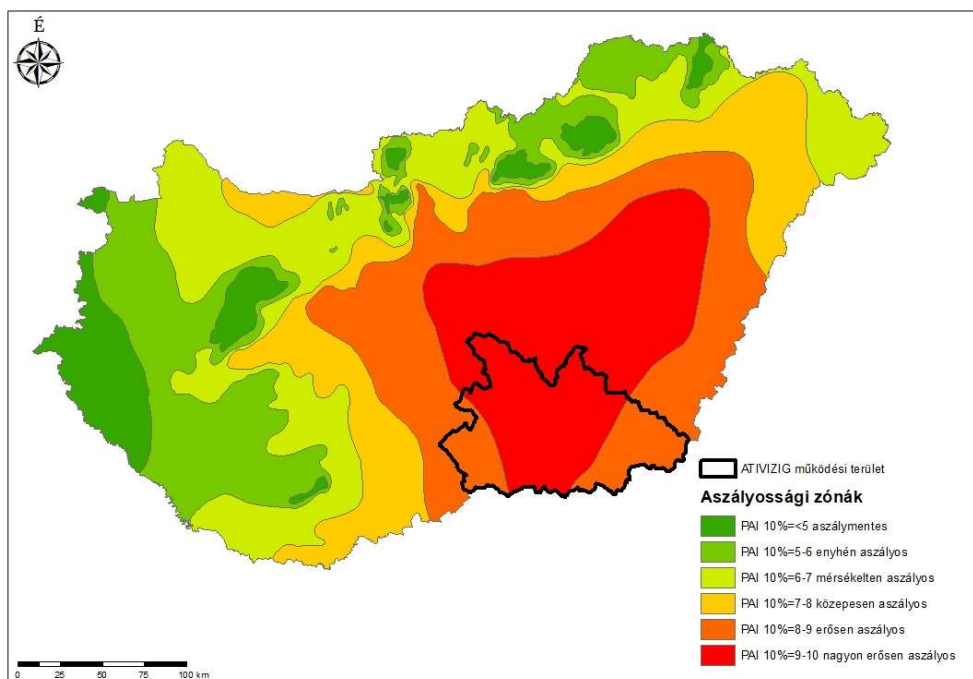 É
ATIVIZIG működési terület
Aszályossági zónák
PAI 10%=<5 aszálymentes
PAI 10%=5-6 enyhén aszályos
PAI 10%=6-7 mérsékelten aszályos
PAI 10%=7-8 közepesen aszályos
PAI 10%=8-9 erősen aszályos
PAI 10%=9-10 nagyon erősen aszályos
0 25 50 75 100 km